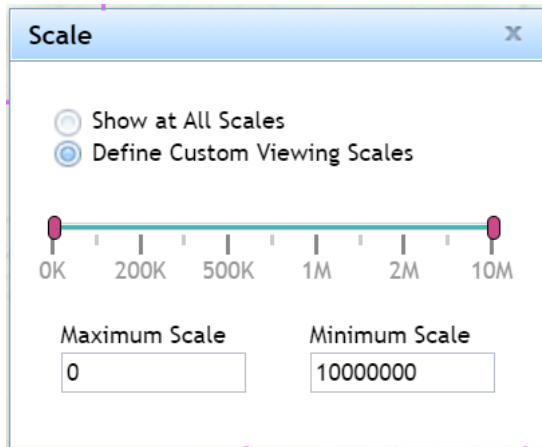 Scale x
Show at All Scales
Define Custom Viewing Scales
0K 200K 500K 1M 2M 10M
Maximum Scale Minimum Scale
0 10000000